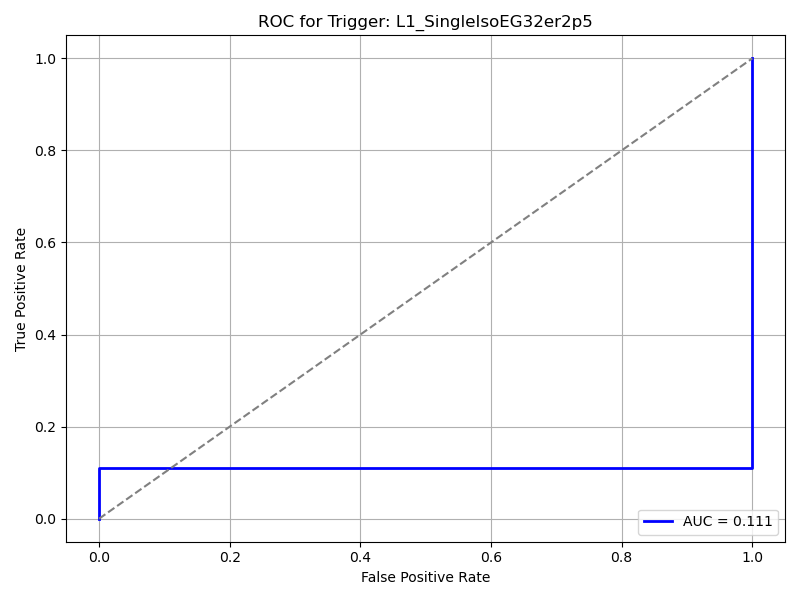 ROC for Trigger: L1_SingleIsoEG32er2p5
True Positive Rate
1.0
0.8
0.6
0.4
0.2
0.0
AUC = 0.111
0.0 0.2 0.4 0.6 0.8 1.0
False Positive Rate